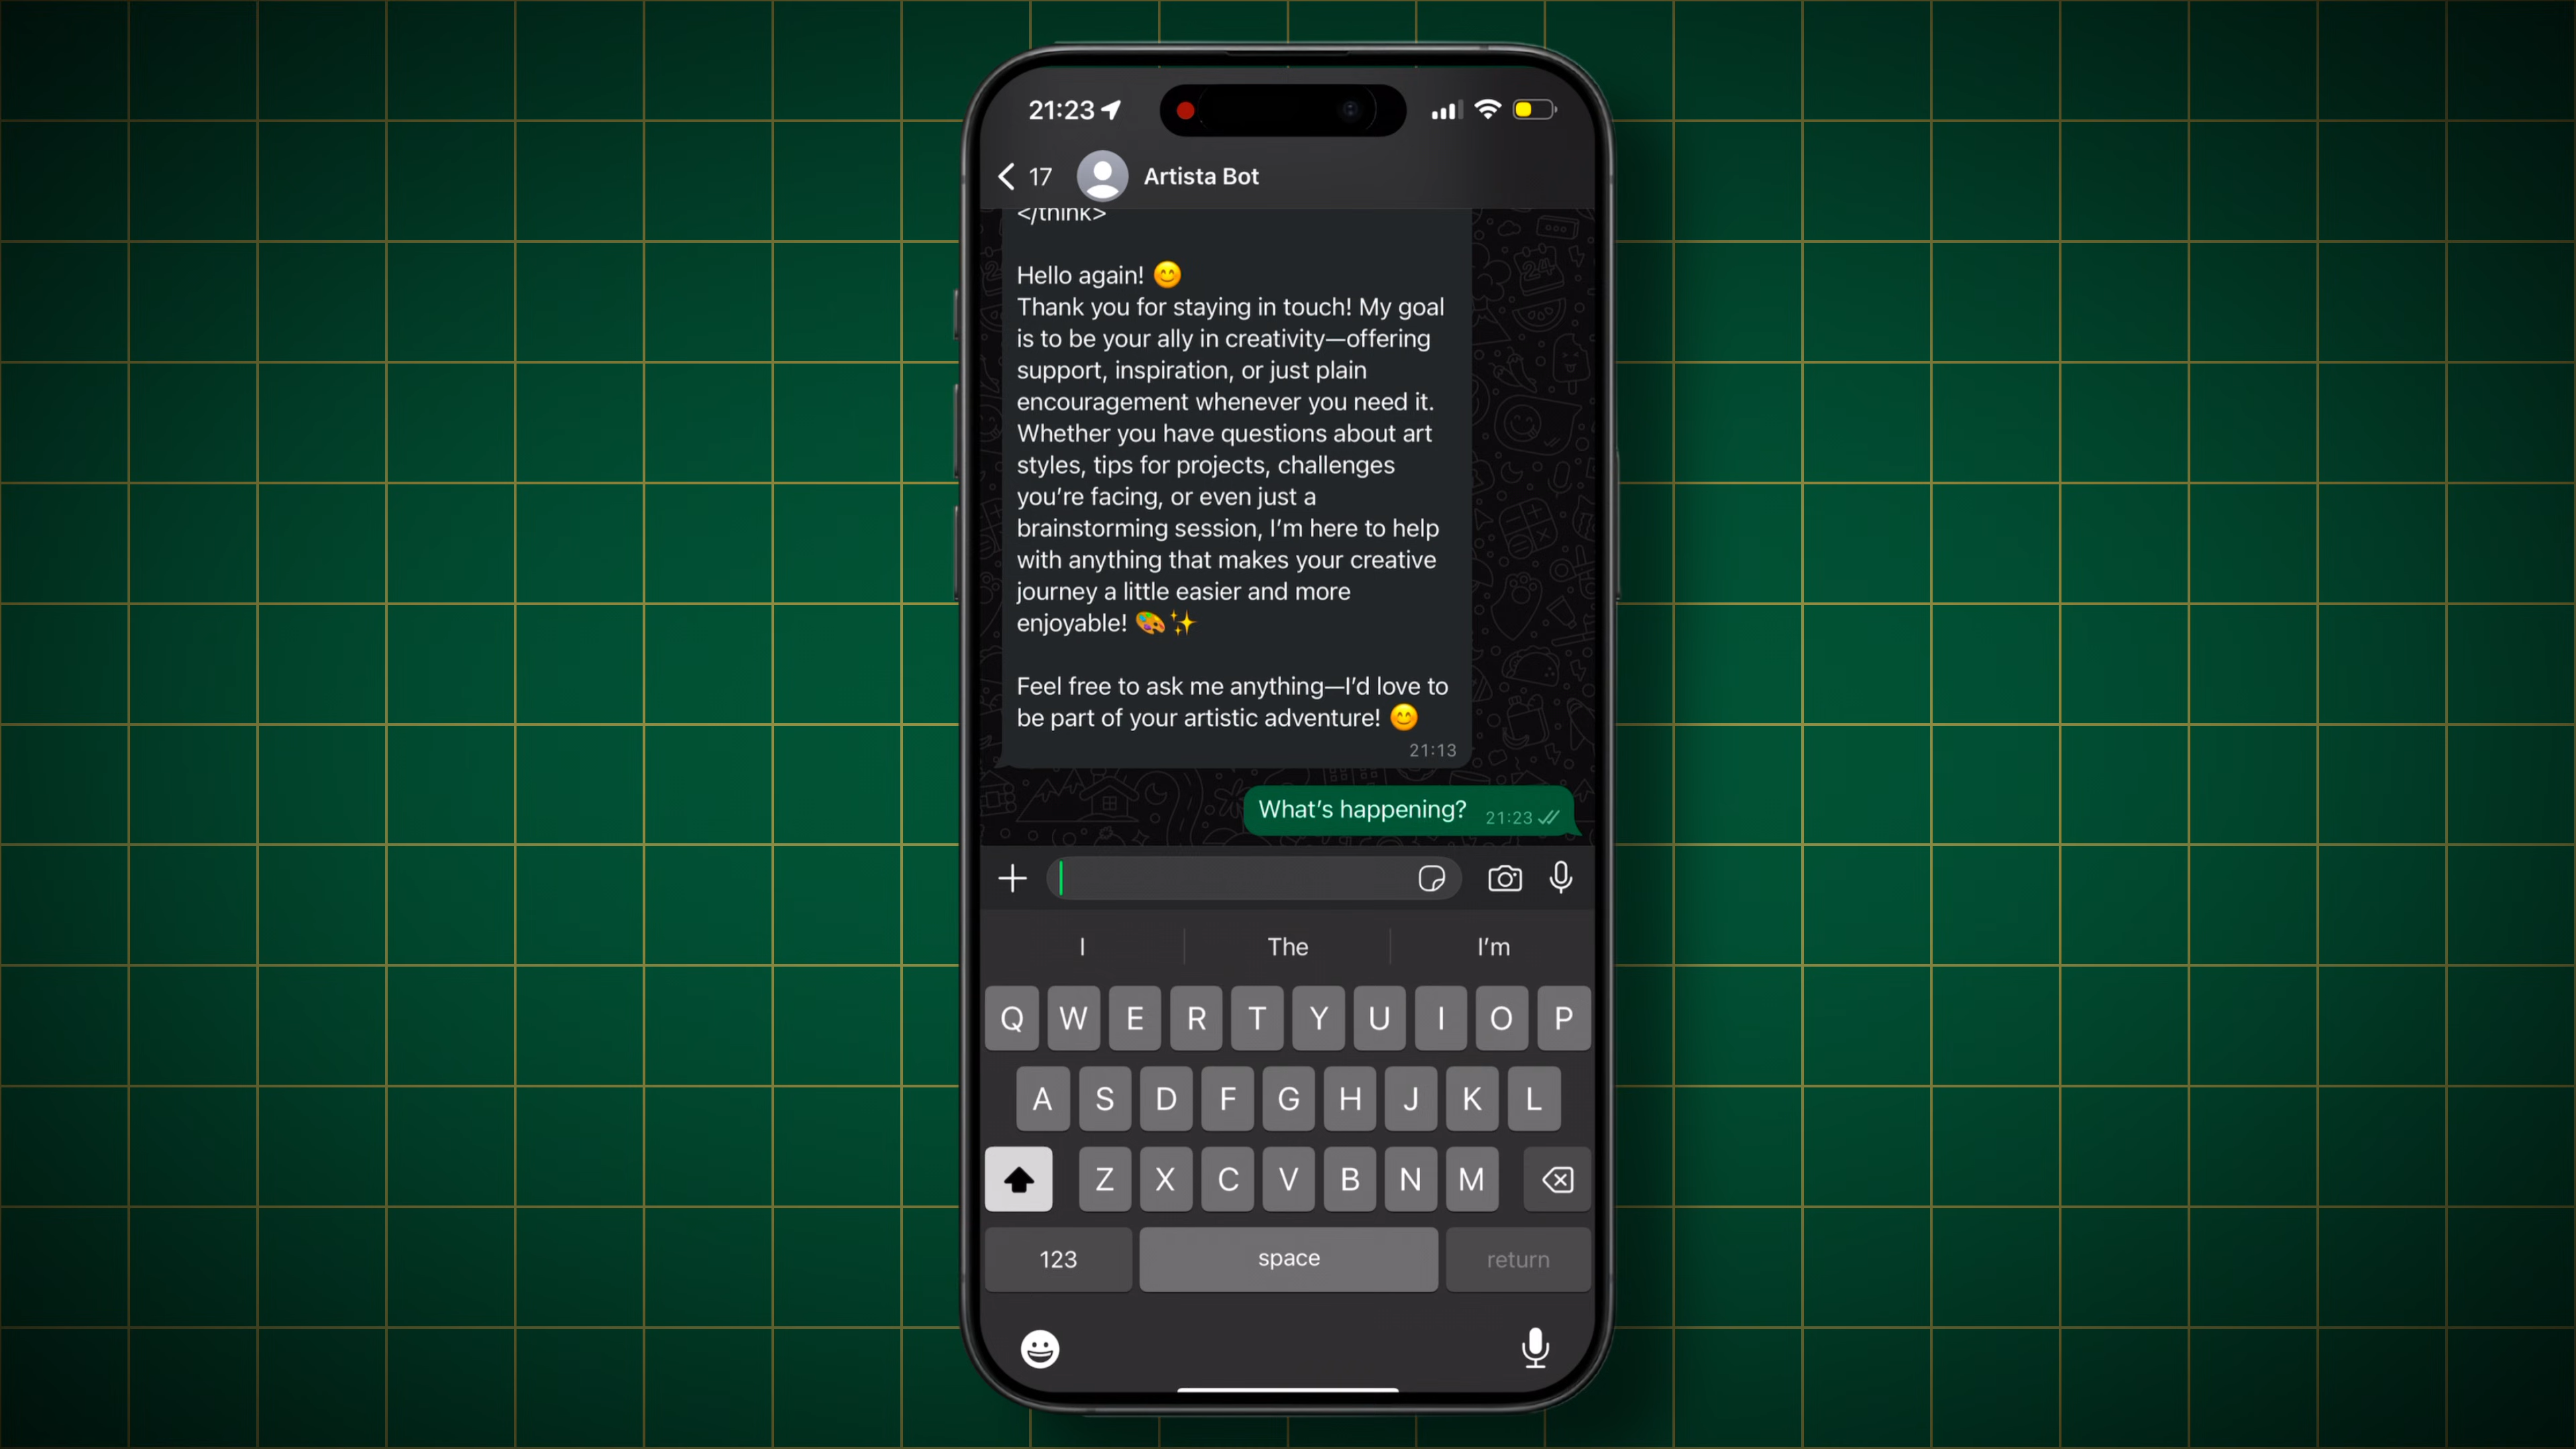 21:23
17 Artista Bot
</think>
Hello again! 😊
Thank you for staying in touch! My goal
is to be your ally in creativity—offering
support, inspiration, or just plain
encouragement whenever you need it.
Whether you have questions about art
styles, tips for projects, challenges
you’re facing, or even just a
brainstorming session, I’m here to help
with anything that makes your creative
journey a little easier and more
enjoyable! 🎨✨
Feel free to ask me anything—I’d love to
be part of your artistic adventure! 😊
21:13
What’s happening? 21:23
I The I’m
Q W E R T Y U I O P
A S D F G H J K L
Z X C V B N M
123 space return